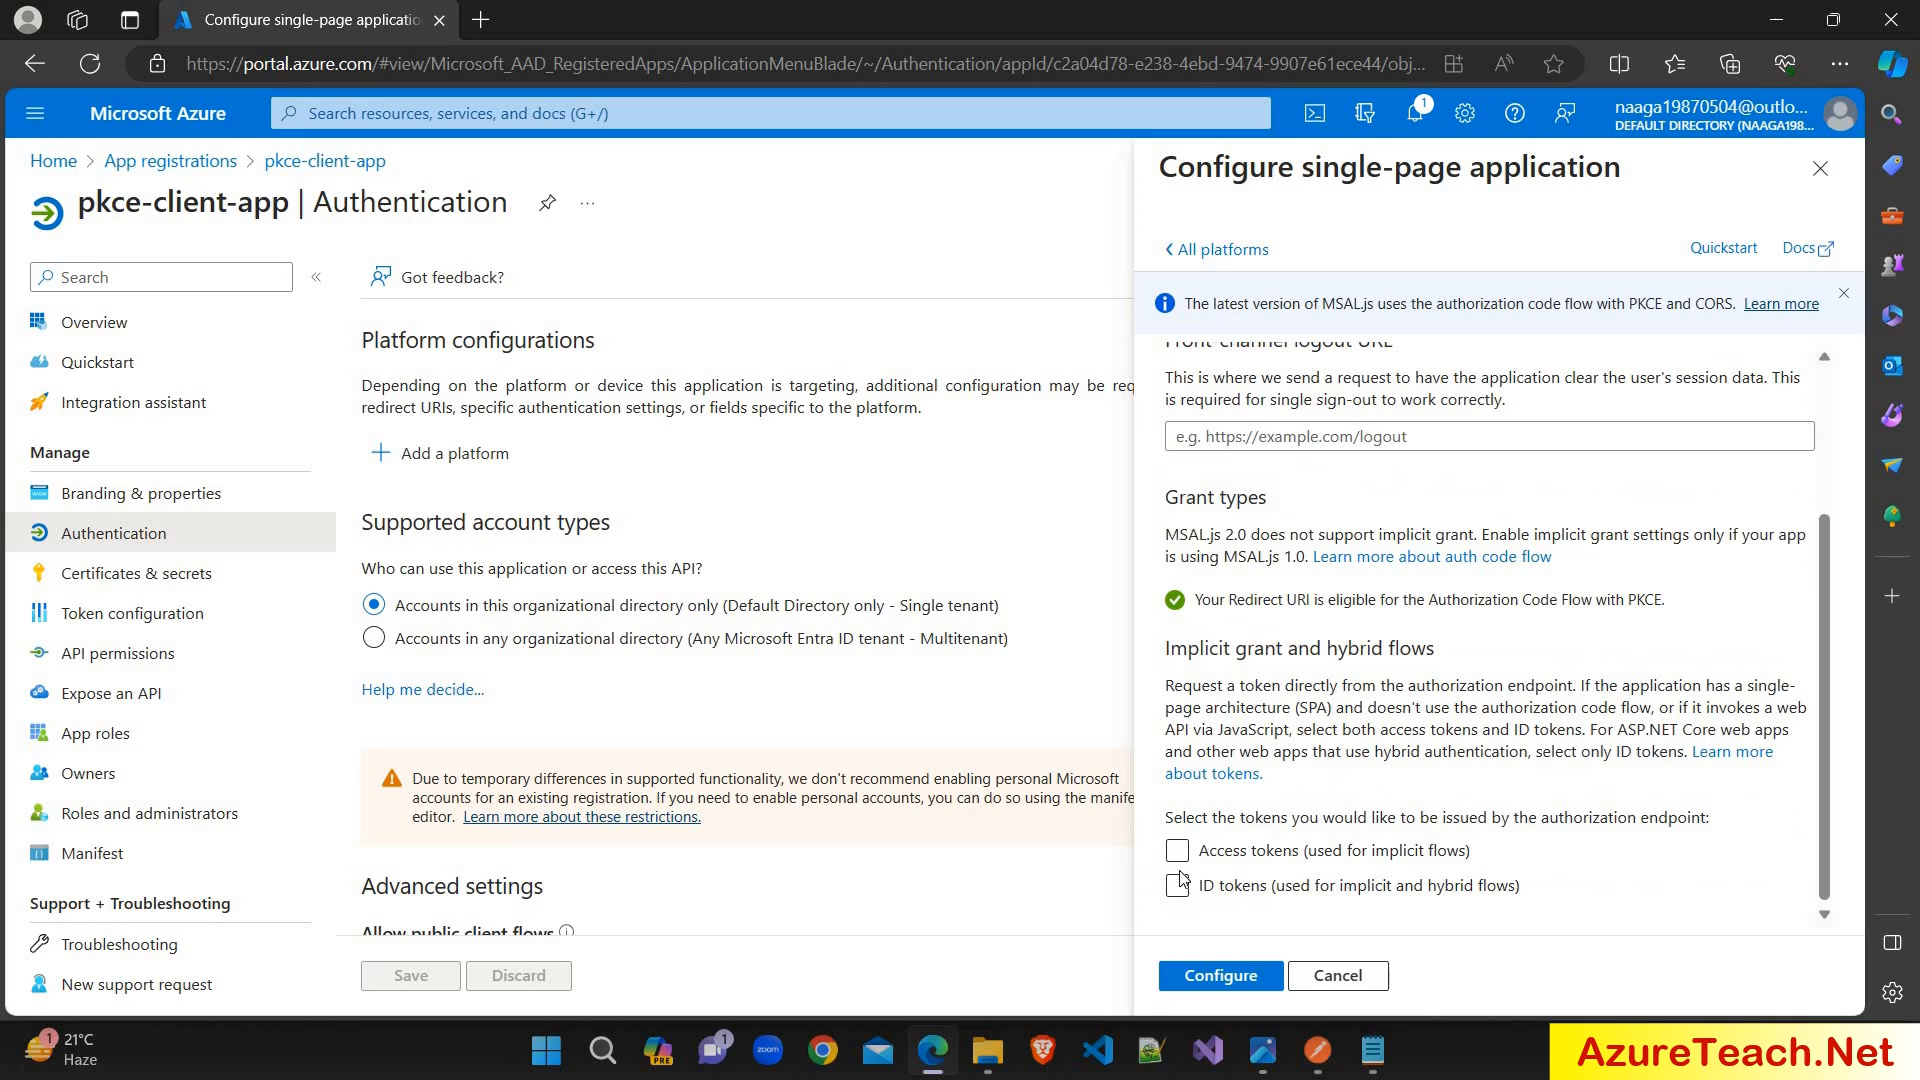 Configure single-page applicatio
https://portal.azure.com/#view/Microsoft_AAD_RegisteredApps/ApplicationMenuBlade/~/Authentication/appId/c2a04d78-e238-4ebd-9474-9907e61ece44/obj...
Microsoft Azure
Search resources, services, and docs (G+/)
1
naaga19870504@outlo...
DEFAULT DIRECTORY (NAAGA198...
Home > App registrations > pkce-client-app
pkce-client-app | Authentication
Search
Overview
Quickstart
Integration assistant
Manage
Branding & properties
Authentication
Certificates & secrets
Token configuration
API permissions
Expose an API
App roles
Owners
Roles and administrators
Manifest
Support + Troubleshooting
Troubleshooting
New support request
Got feedback?
Platform configurations
Depending on the platform or device this application is targeting, additional configuration may be req
redirect URIs, specific authentication settings, or fields specific to the platform.
Add a platform
Supported account types
Who can use this application or access this API?
Accounts in this organizational directory only (Default Directory only - Single tenant)
Accounts in any organizational directory (Any Microsoft Entra ID tenant - Multitenant)
Help me decide...
Due to temporary differences in supported functionality, we don't recommend enabling personal Microsoft
accounts for an existing registration. If you need to enable personal accounts, you can do so using the manife
editor. Learn more about these restrictions.
Advanced settings
Allow public client flows
Save
Discard
Configure single-page application
All platforms
Quickstart
Docs
The latest version of MSAL.js uses the authorization code flow with PKCE and CORS. Learn more
Front-channel logout URL
This is where we send a request to have the application clear the user's session data. This
is required for single sign-out to work correctly.
e.g. https://example.com/logout
Grant types
MSAL.js 2.0 does not support implicit grant. Enable implicit grant settings only if your app
is using MSAL.js 1.0. Learn more about auth code flow
Your Redirect URI is eligible for the Authorization Code Flow with PKCE.
Implicit grant and hybrid flows
Request a token directly from the authorization endpoint. If the application has a single-
page architecture (SPA) and doesn't use the authorization code flow, or if it invokes a web
API via JavaScript, select both access tokens and ID tokens. For ASP.NET Core web apps
and other web apps that use hybrid authentication, select only ID tokens. Learn more
about tokens.
Select the tokens you would like to be issued by the authorization endpoint:
Access tokens (used for implicit flows)
ID tokens (used for implicit and hybrid flows)
Configure
Cancel
1
21°C
Haze
PRE
1
zoom
AzureTeach.Net